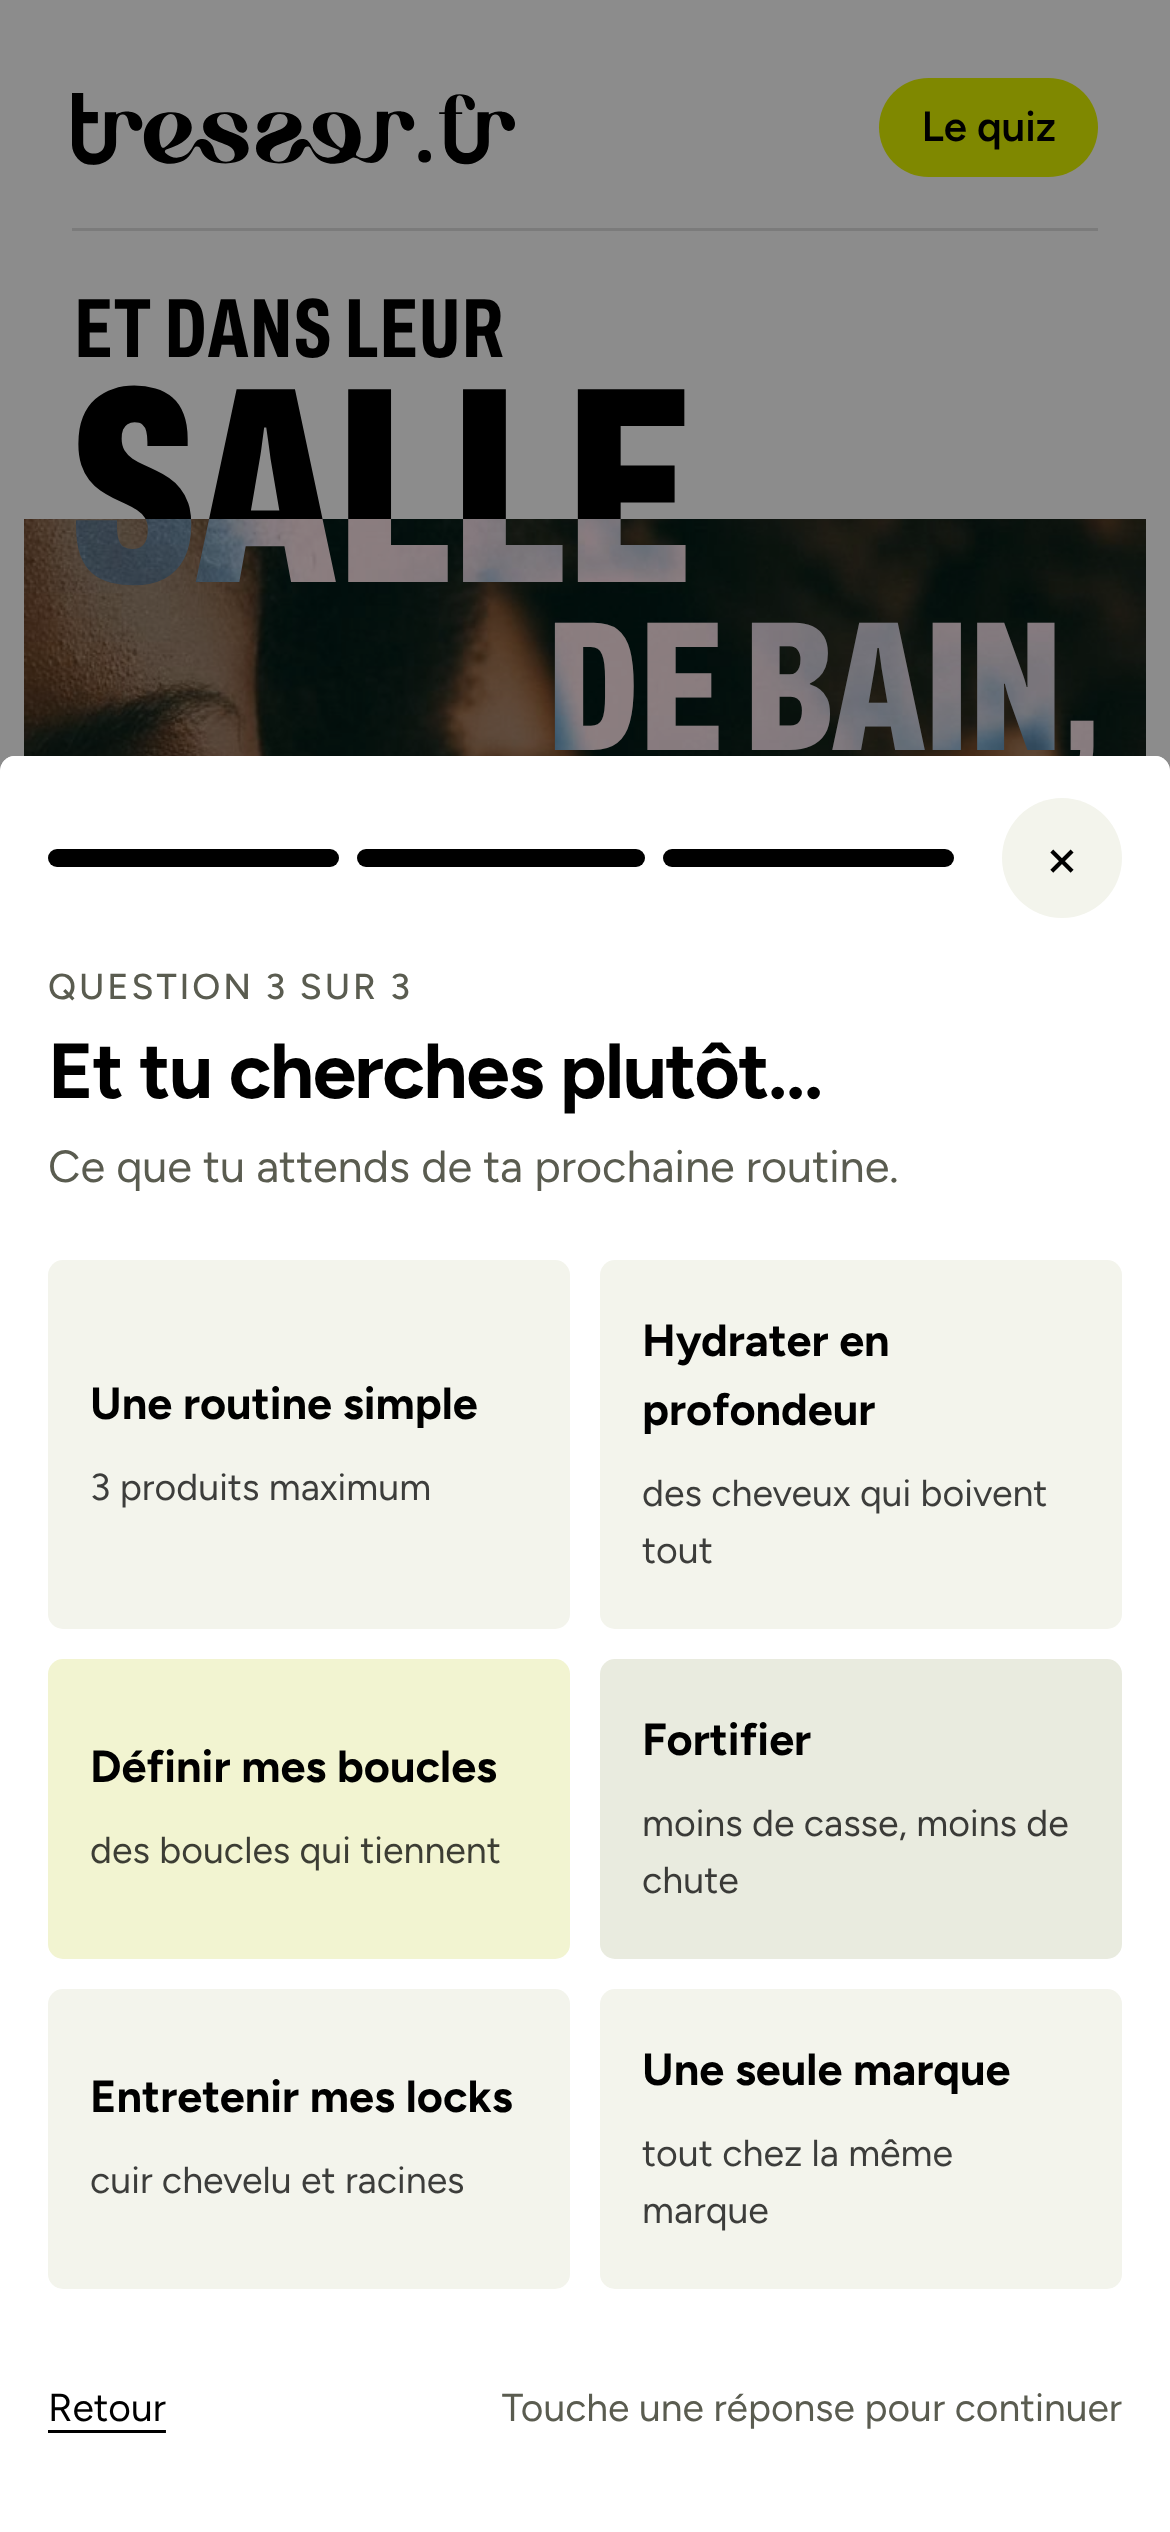 tressor.fr
Le quiz
ET DANS LEUR
SALLE
DE BAIN,
×
QUESTION 3 SUR 3
Et tu cherches plutôt...
Ce que tu attends de ta prochaine routine.
Une routine simple
3 produits maximum
Hydrater en
profondeur
des cheveux qui boivent
tout
Définir mes boucles
des boucles qui tiennent
Fortifier
moins de casse, moins de
chute
Entretenir mes locks
cuir chevelu et racines
Une seule marque
tout chez la même
marque
Retour
Touche une réponse pour continuer